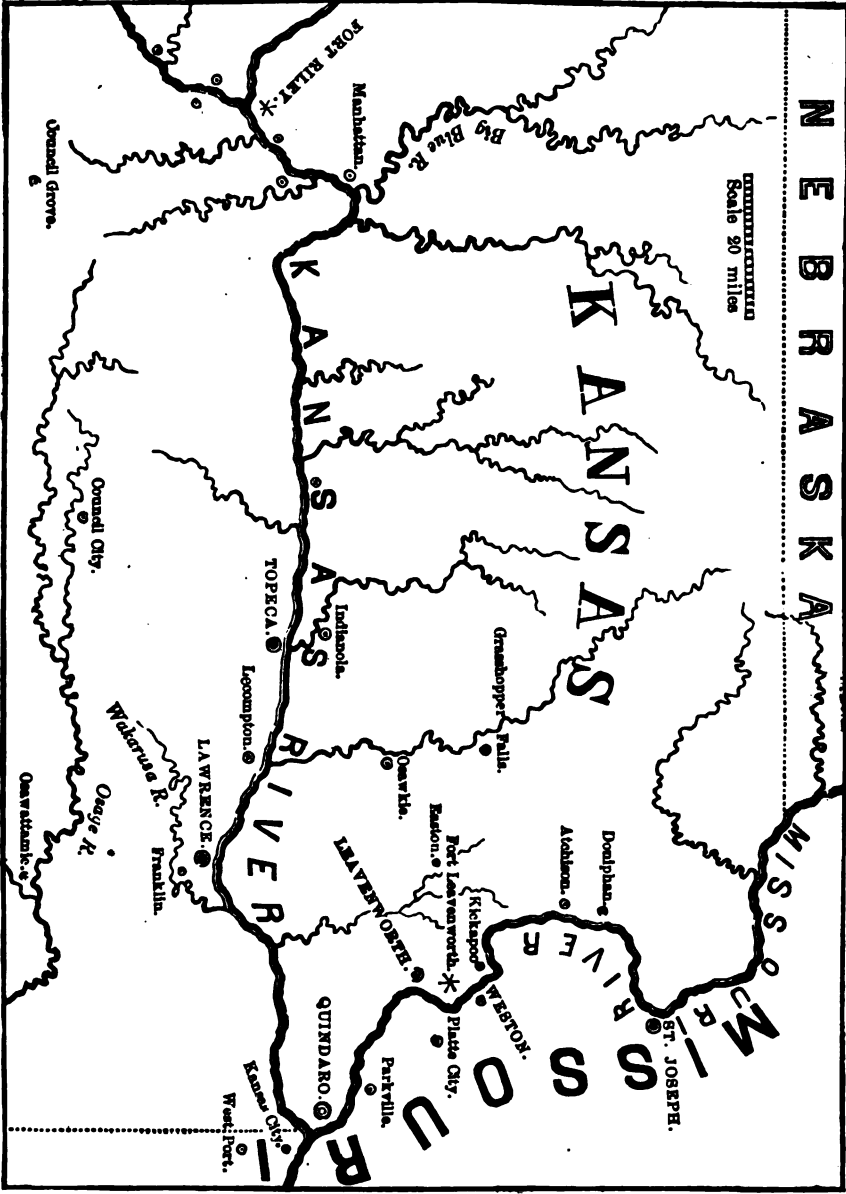 NEBRASKA
Scale 20 miles
KANSAS
Big Blue R.
FORT RILEY.
Manhattan.
Council Grove.
KANSAS RIVER
Council City.
TOPECA.
Indianola.
Lecompton.
Grasshopper Falls.
Osawkie.
LAWRENCE.
Wakarusa R.
Franklin.
Osage R.
Easton.
Fort Leavenworth.
Kickapoo
LEAVENWORTH.
Atchison.
Doniphan
MISSOURI RIVER
ST. JOSEPH.
MISSOURI
WESTON.
Platte City.
Parkville.
QUINDARO.
Kansas City.
West Port.